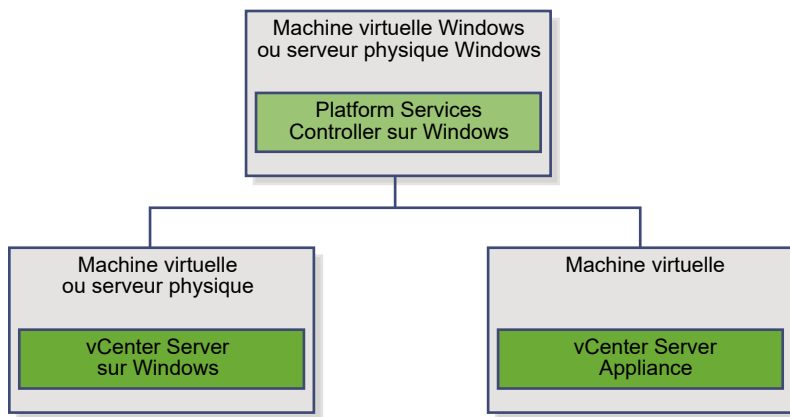 Machine virtuelle Windows
ou serveur physique Windows
Platform Services
Controller sur Windows
Machine virtuelle
ou serveur physique
vCenter Server
sur Windows
Machine virtuelle
vCenter Server
Appliance